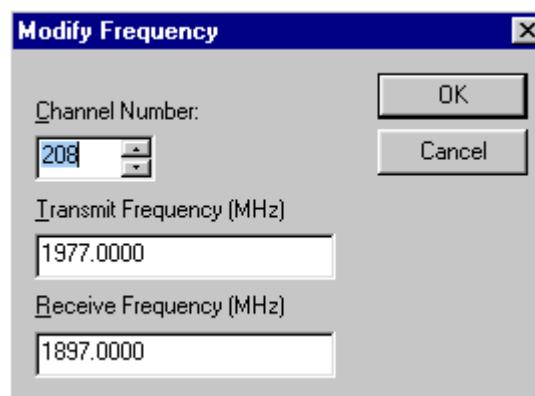 Modify Frequency
Channel Number:
208
OK
Cancel
Transmit Frequency (MHz)
1977.0000
Receive Frequency (MHz)
1897.0000